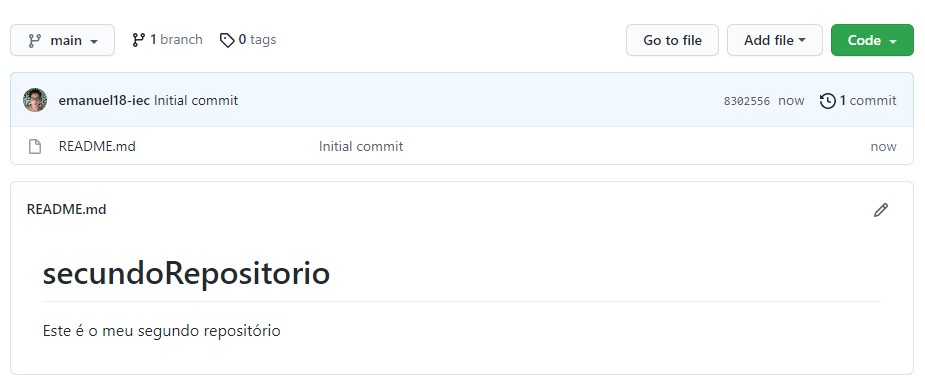 main 1 branch 0 tags Go to file Add file Code
emanuel18-iec Initial commit 8302556 now 1 commit
README.md Initial commit now
README.md
secundoRepositorio
Este é o meu segundo repositório